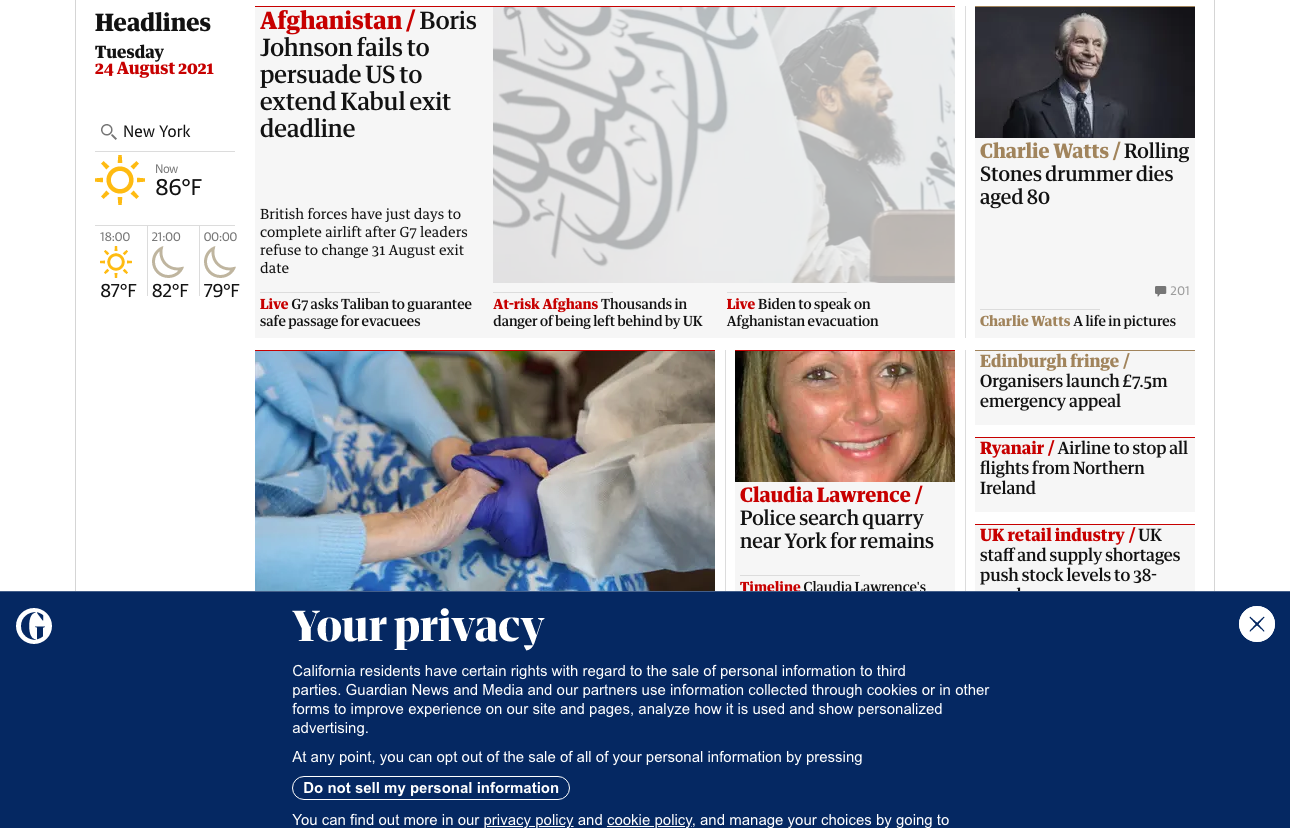 Headlines
Tuesday
24 August 2021
New York
Now
86°F
18:00
21:00
00:00
87°F
82°F
79°F
Afghanistan / Boris
Johnson fails to
persuade US to
extend Kabul exit
deadline
British forces have just days to
complete airlift after G7 leaders
refuse to change 31 August exit
date
Live G7 asks Taliban to guarantee
safe passage for evacuees
At-risk Afghans Thousands in
danger of being left behind by UK
Live Biden to speak on
Afghanistan evacuation
Charlie Watts / Rolling
Stones drummer dies
aged 80
201
Charlie Watts A life in pictures
Claudia Lawrence /
Police search quarry
near York for remains
Timeline Claudia Lawrence's
Edinburgh fringe /
Organisers launch £7.5m
emergency appeal
Ryanair / Airline to stop all
flights from Northern
Ireland
UK retail industry / UK
staff and supply shortages
push stock levels to 38-
G
Your privacy
California residents have certain rights with regard to the sale of personal information to third
parties. Guardian News and Media and our partners use information collected through cookies or in other
forms to improve experience on our site and pages, analyze how it is used and show personalized
advertising.
At any point, you can opt out of the sale of all of your personal information by pressing
Do not sell my personal information
You can find out more in our privacy policy and cookie policy, and manage your choices by going to